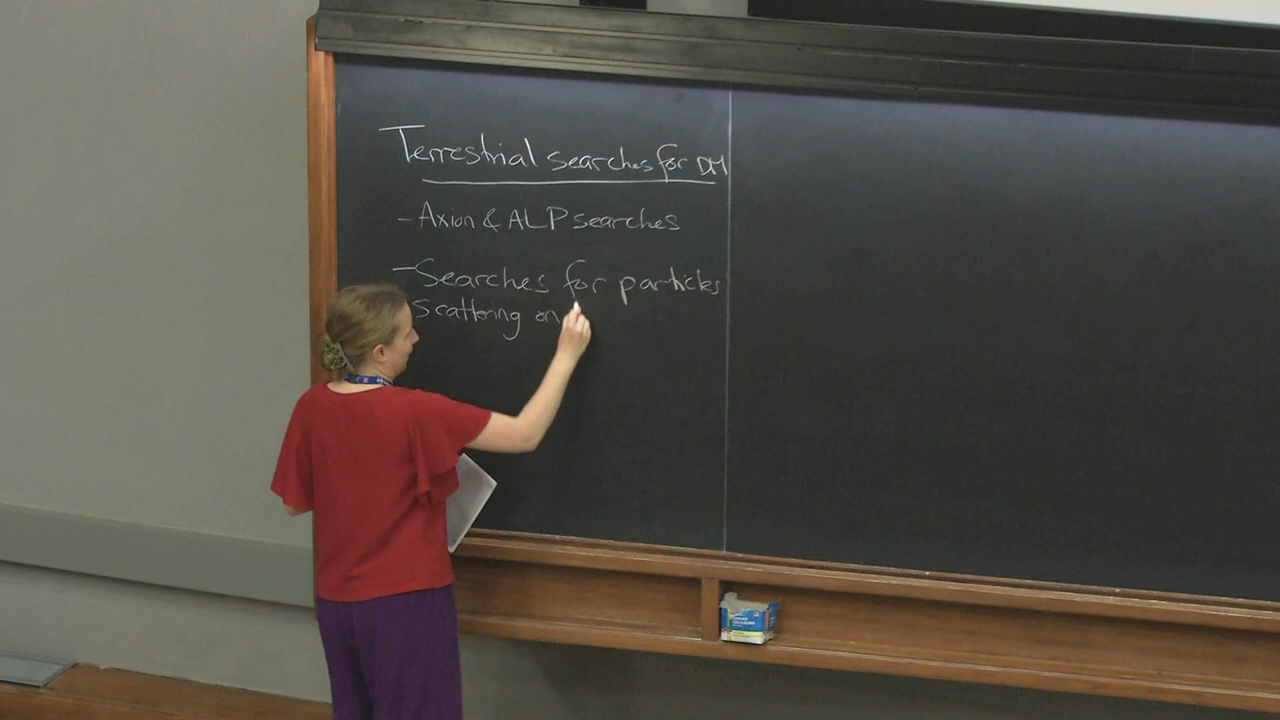 Terrestrial searches for DM
- Axion & ALP searches
- Searches for particles
scattering on